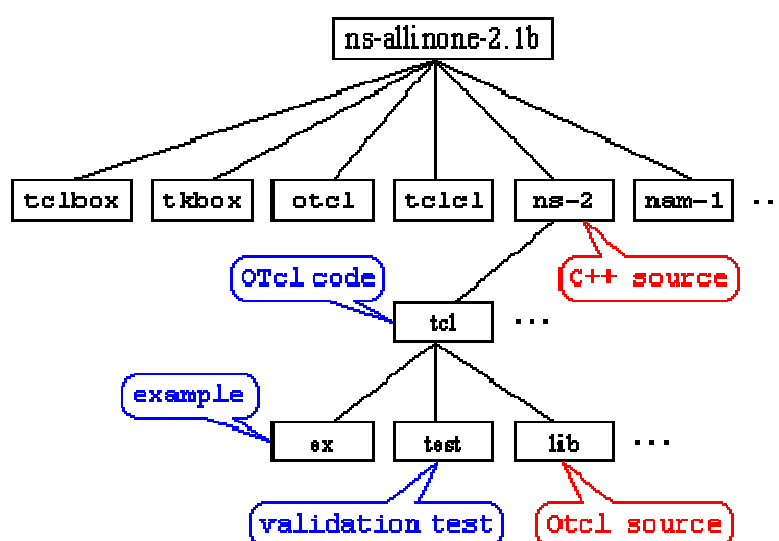 ns-allinone-2.1b
tclbox tkbox otcl tclcl ns-2 nam-1 ...
OTcl code
C++ source
tcl ...
example
ex test lib ...
validation test
Otcl source